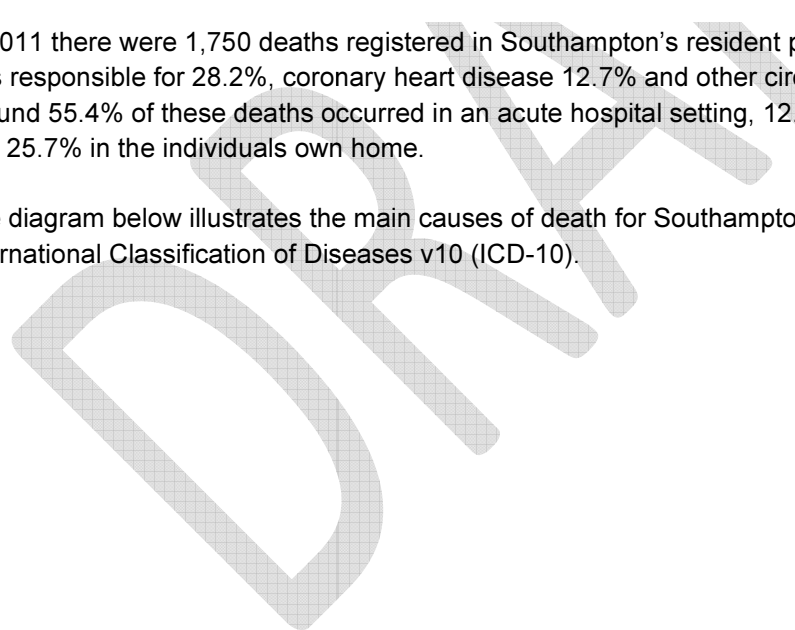 011 there were 1,750 deaths registered in Southampton’s resident p
s responsible for 28.2%, coronary heart disease 12.7% and other cir
und 55.4% of these deaths occurred in an acute hospital setting, 12.
25.7% in the individuals own home.
e diagram below illustrates the main causes of death for Southampto
rnational Classification of Diseases v10 (ICD-10).
DRA